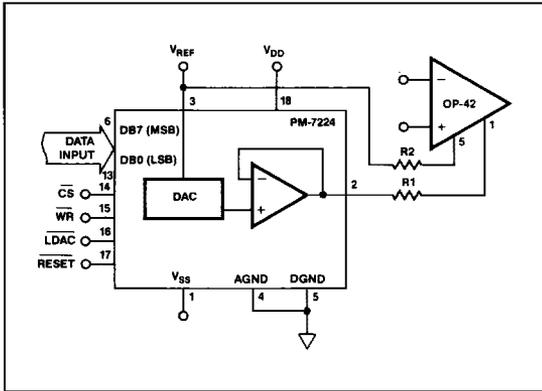 VREF
VDD
3
18
PM-7224
OP-42
−
+
5
1
6
DB7 (MSB)
DATA
INPUT
DB0 (LSB)
13
R2
R1
2
CS
14
WR
15
LDAC
16
RESET
17
DAC
−
+
VSS
AGND
DGND
1
4
5